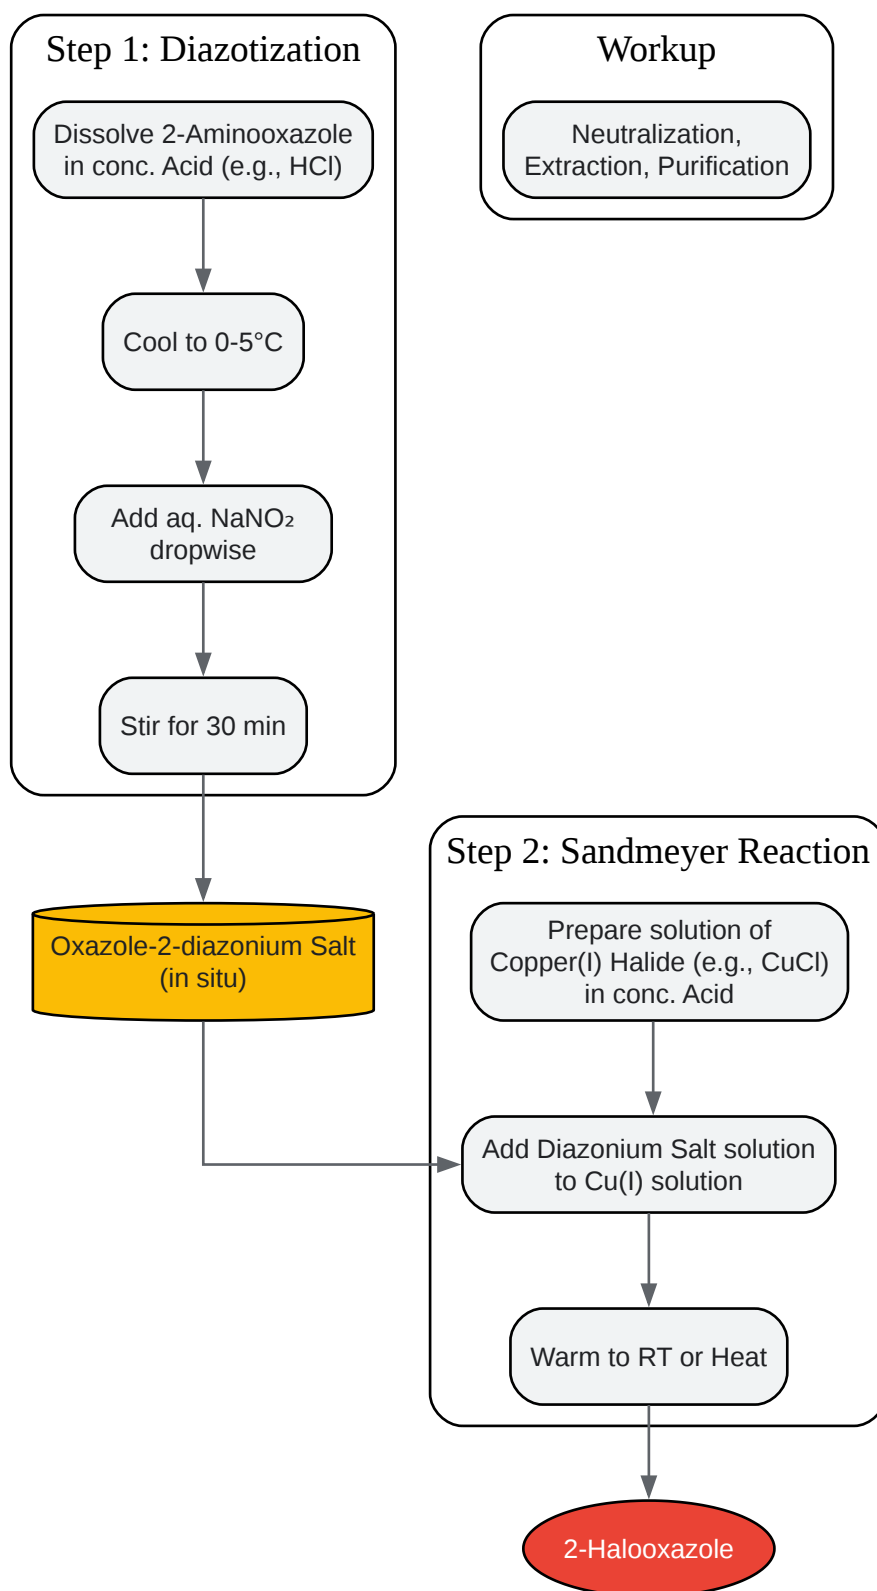 Step 1: Diazotization
Dissolve 2-Aminooxazole
in conc. Acid (e.g., HCl)
Cool to 0-5°C
Add aq. NaNO₂
dropwise
Stir for 30 min
Oxazole-2-diazonium Salt
(in situ)
Workup
Neutralization,
Extraction, Purification
Step 2: Sandmeyer Reaction
Prepare solution of
Copper(I) Halide (e.g., CuCl)
in conc. Acid
Add Diazonium Salt solution
to Cu(I) solution
Warm to RT or Heat
2-Halooxazole